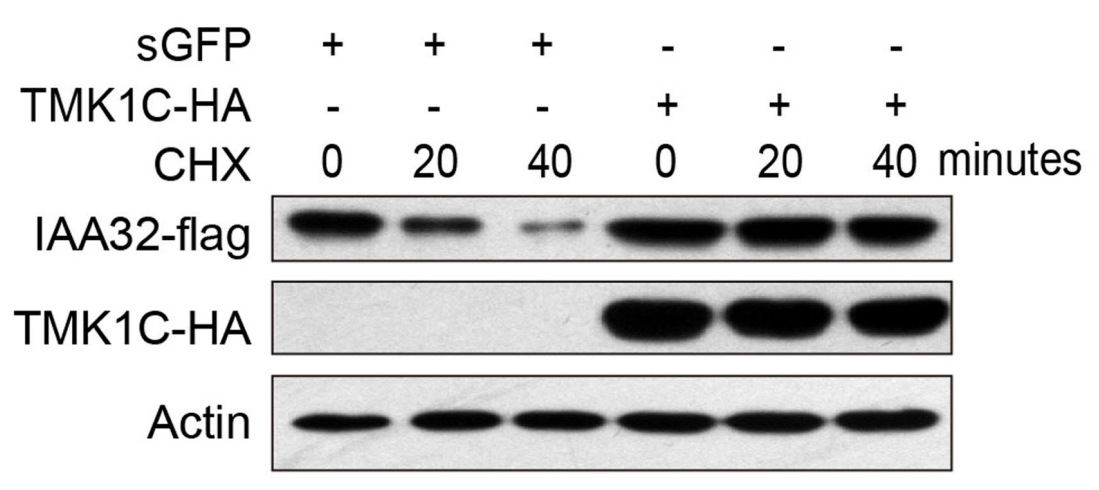 sGFP + + + - - -
TMK1C-HA - - - + + +
CHX 0 20 40 0 20 40 minutes
IAA32-flag
TMK1C-HA
Actin